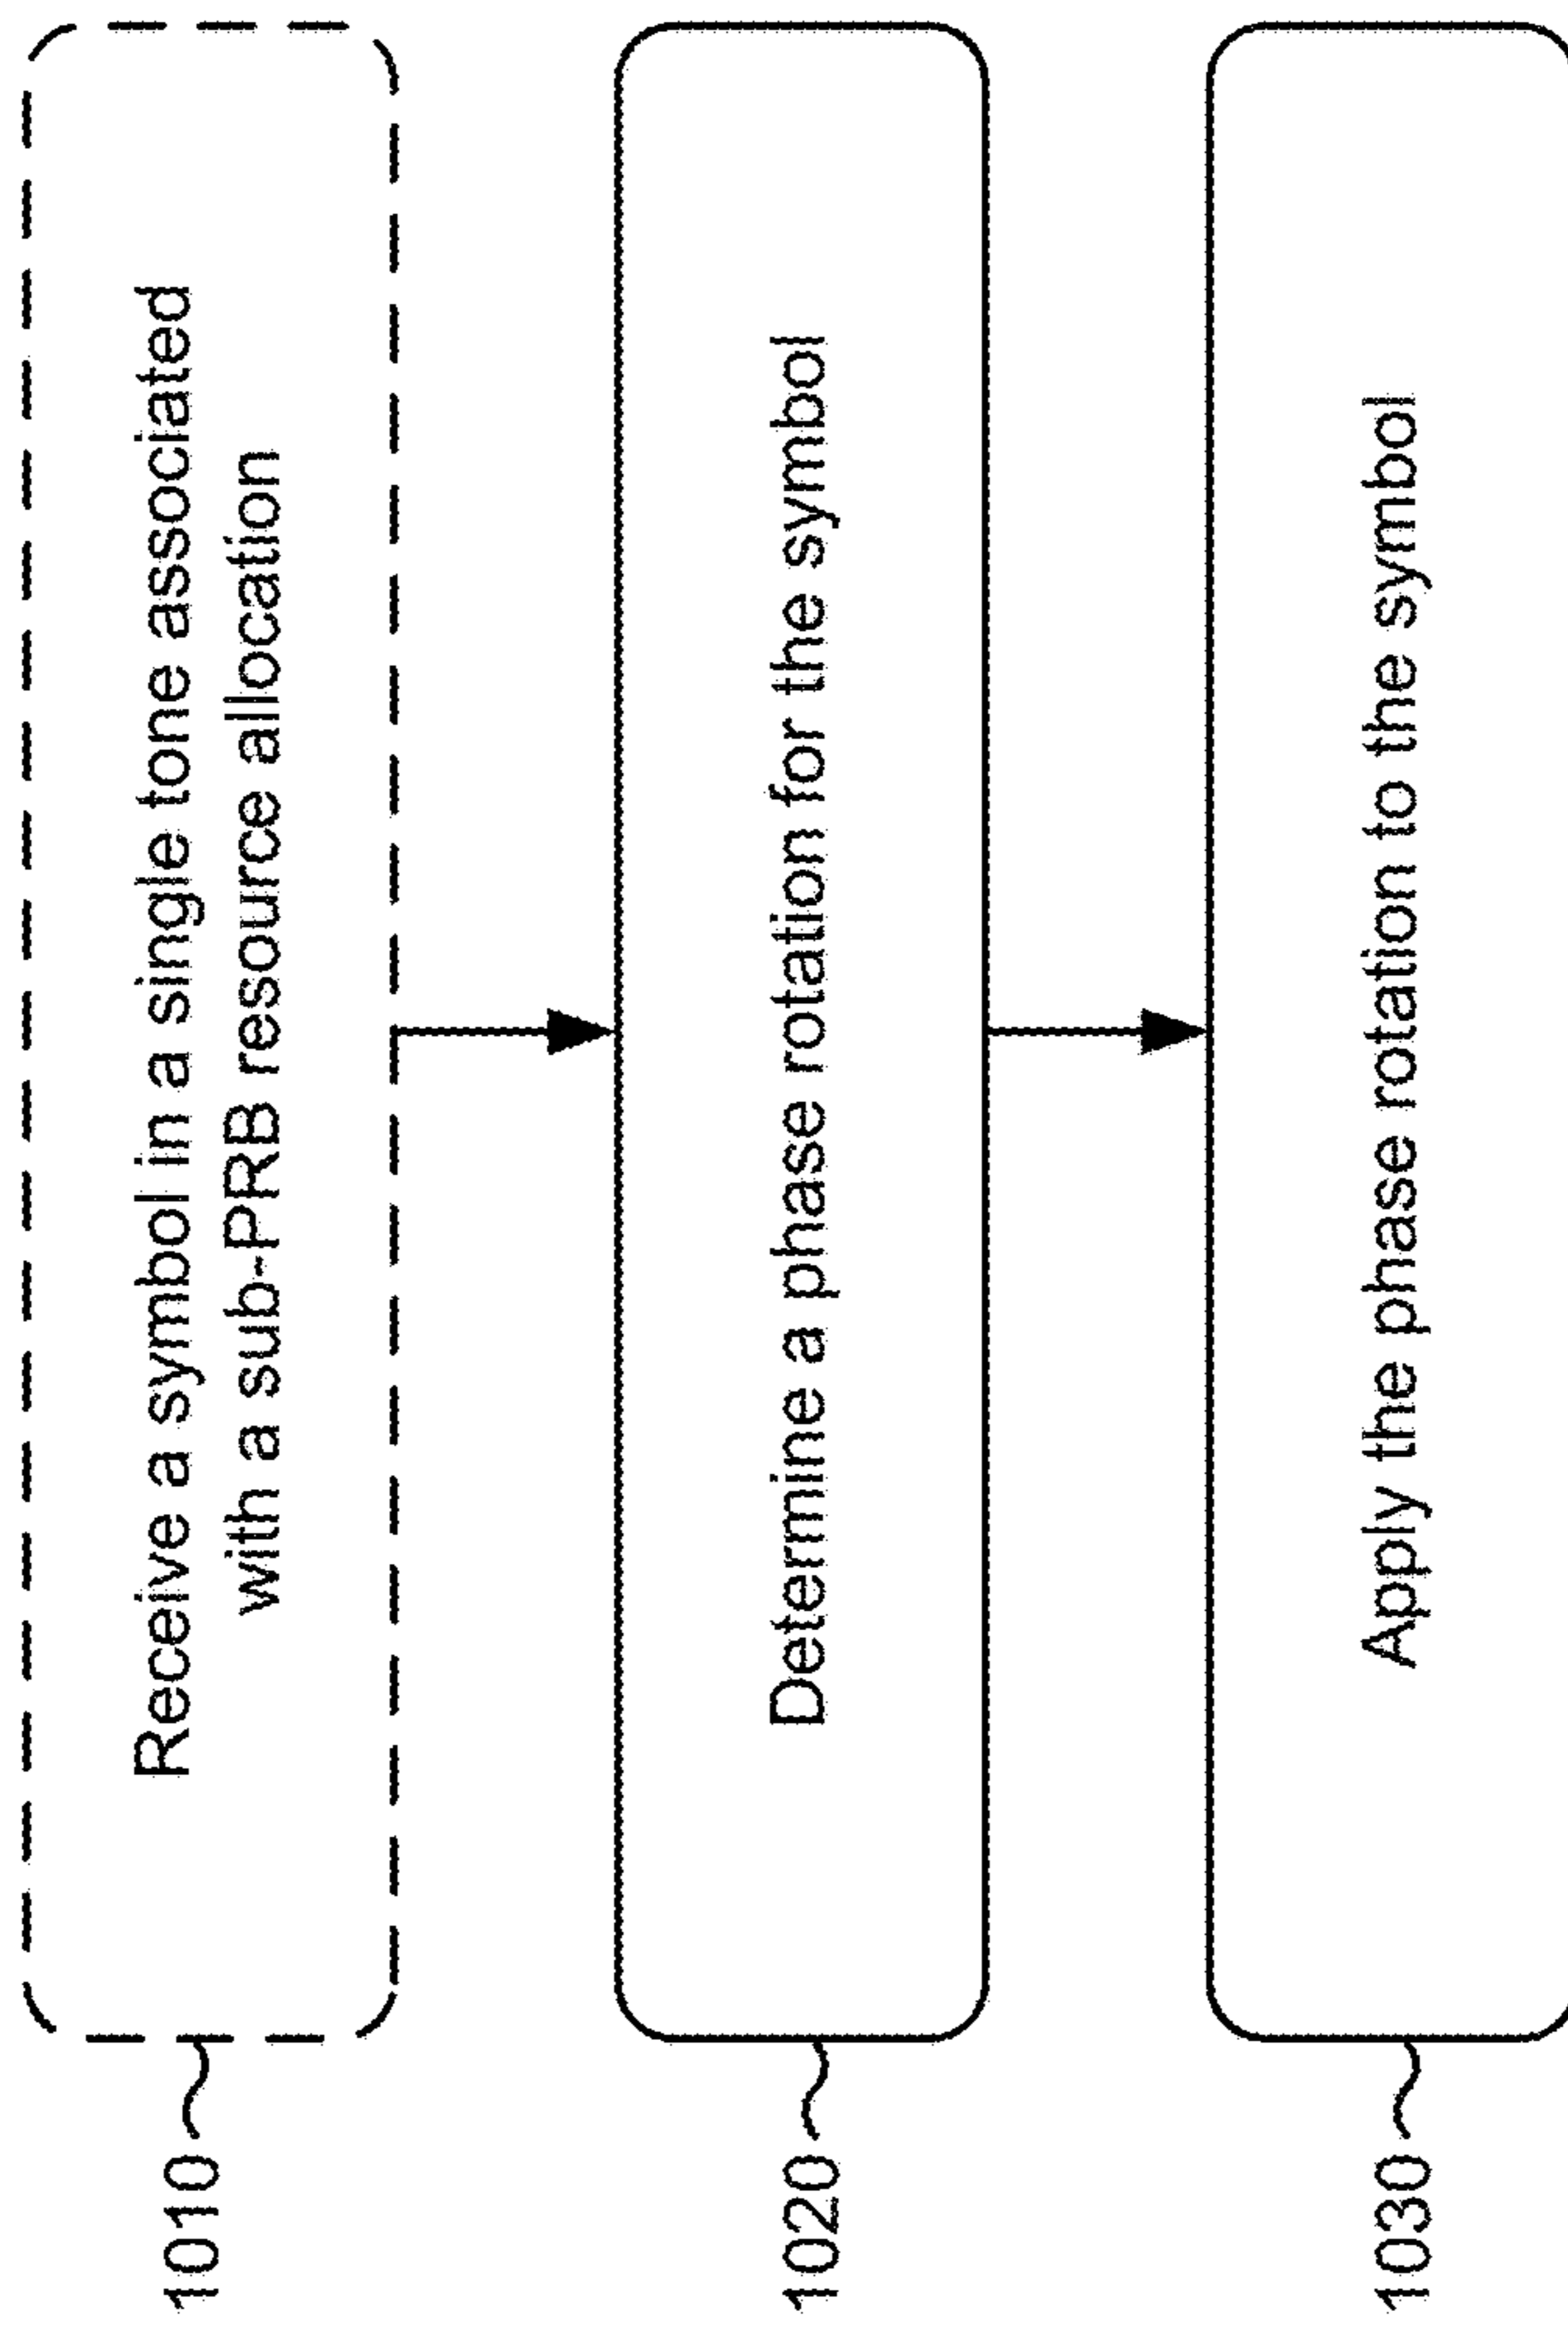 1010
Receive a symbol in a single tone associated
with a sub-PRB resource allocation
1020
Determine a phase rotation for the symbol
1030
Apply the phase rotation to the symbol